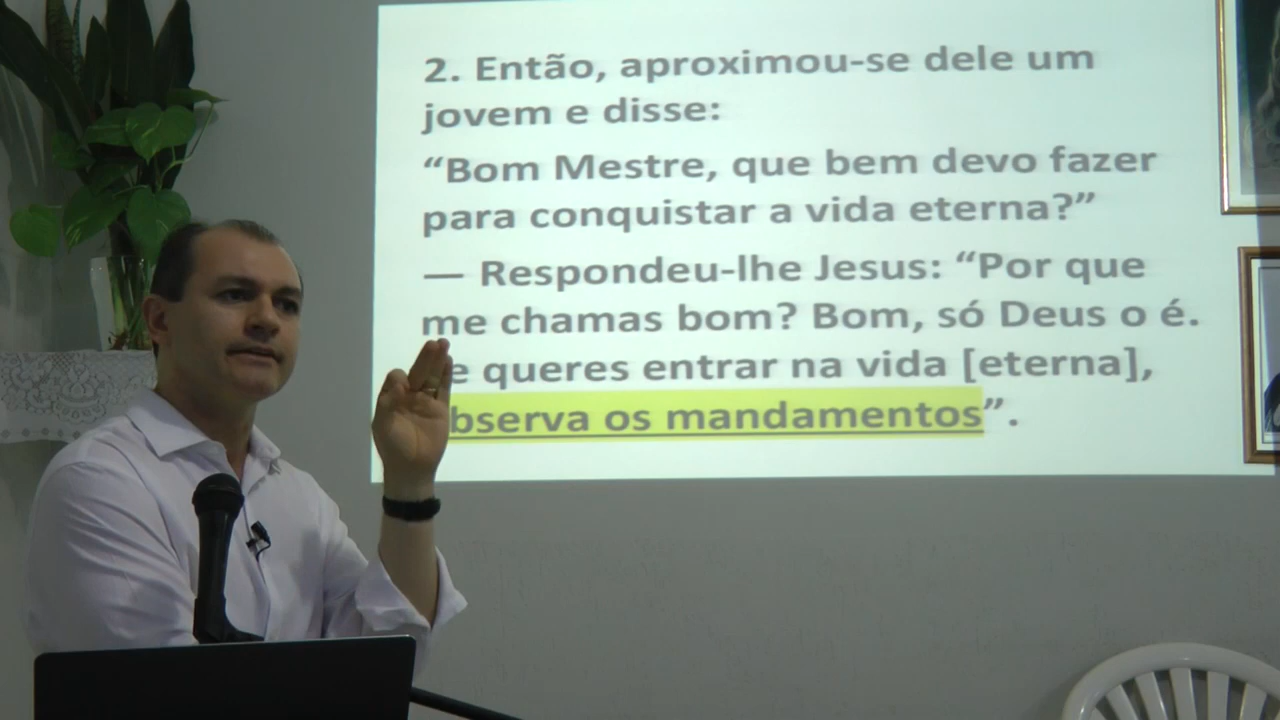 2. Então, aproximou-se dele um
jovem e disse:
“Bom Mestre, que bem devo fazer
para conquistar a vida eterna?”
— Respondeu-lhe Jesus: “Por que
me chamas bom? Bom, só Deus o é.
e queres entrar na vida [eterna],
bserva os mandamentos”.